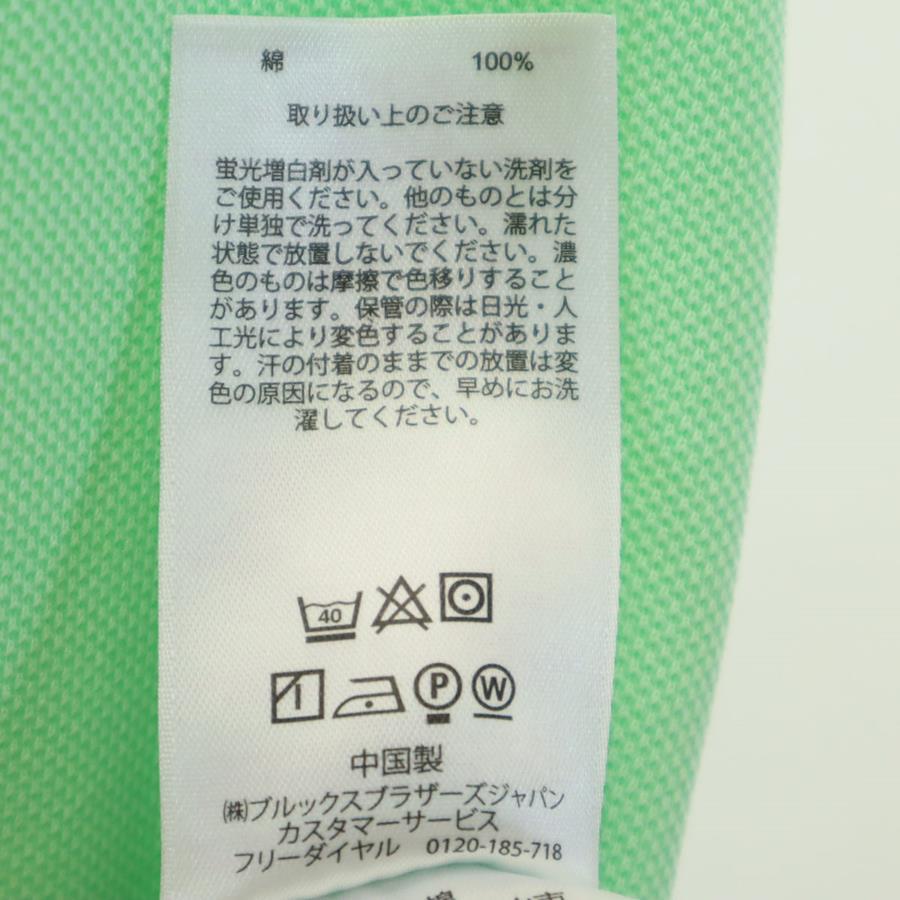 綿 100%
取り扱い上のご注意
蛍光増白剤が入っていない洗剤を
ご使用ください。他のものとは分
け単独で洗ってください。濡れた
状態で放置しないでください。濃
色のものは摩擦で色移りすること
があります。保管の際は日光・人
工光により変色することがありま
す。汗の付着のままでの放置は変
色の原因になるので、早めにお洗
濯してください。
40
P W
中国製
㈱ブルックスブラザーズジャパン
カスタマーサービス
フリーダイヤル 0120-185-718